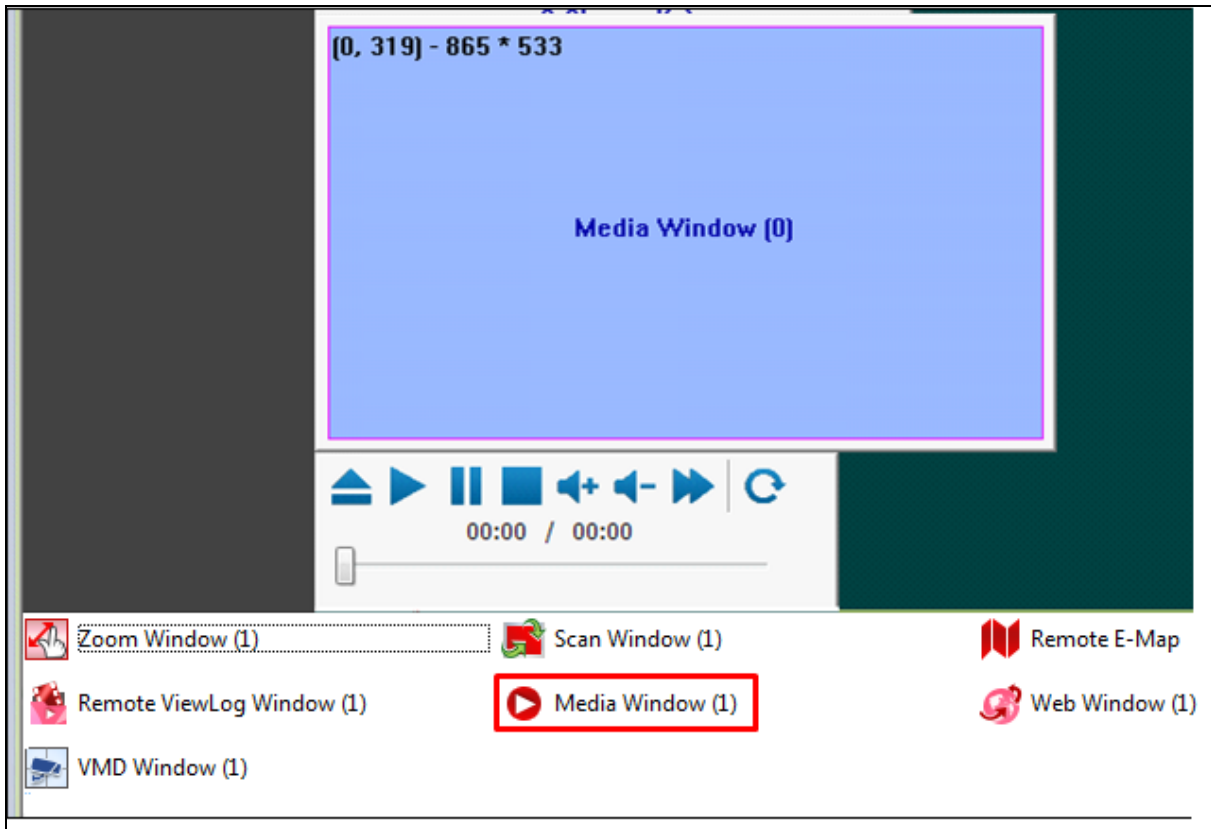 (0, 319) - 865 * 533
Media Window (0)
00:00 / 00:00
Zoom Window (1)
Scan Window (1)
Remote E-Map
Remote ViewLog Window (1)
Media Window (1)
Web Window (1)
VMD Window (1)